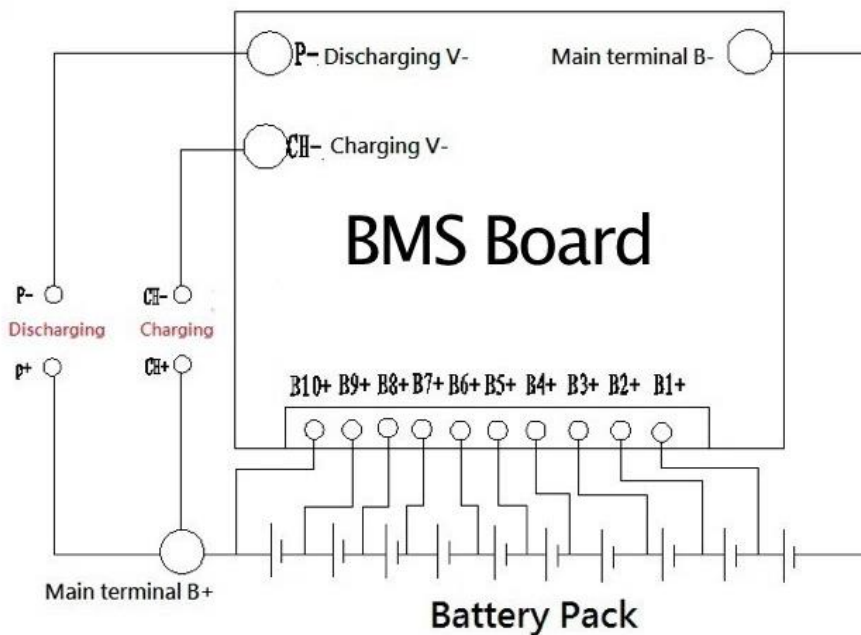 P- Discharging V-
Main terminal B-
CH- Charging V-
BMS Board
P-
CH-
Discharging
Charging
P+
CH+
B10+ B9+ B8+ B7+ B6+ B5+ B4+ B3+ B2+ B1+
Main terminal B+
Battery Pack